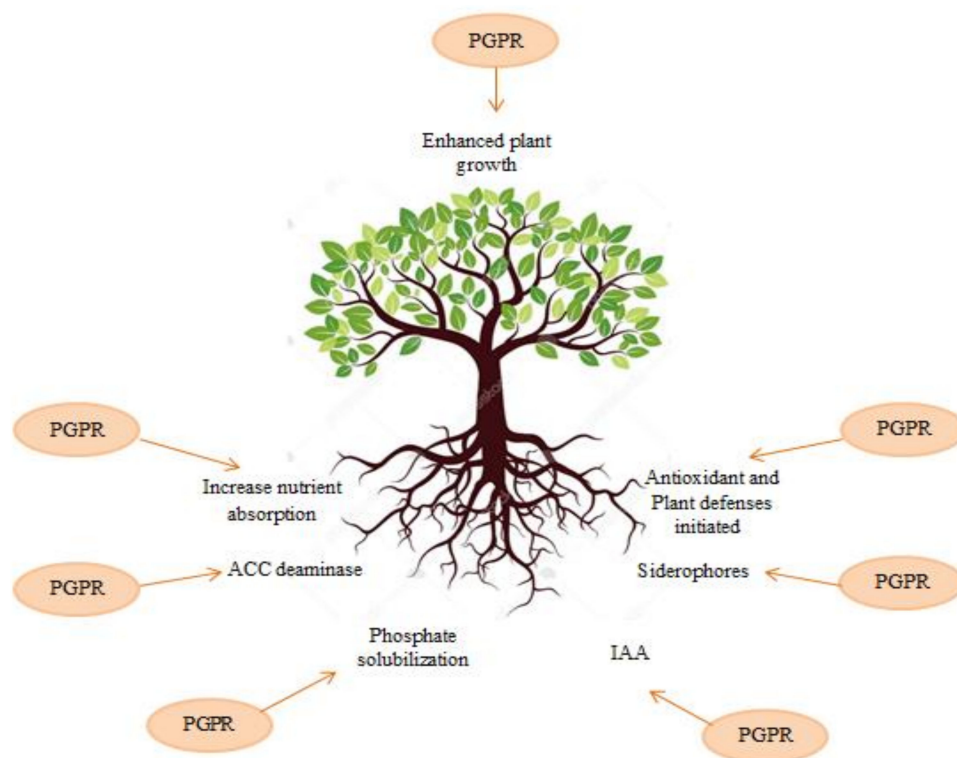 PGPR
Enhanced plant
growth
PGPR
PGPR
Increase nutrient
absorption
Antioxidant and
Plant defenses
initiated
PGPR
ACC deaminase
Siderophores
PGPR
Phosphate
solubilization
IAA
PGPR
PGPR